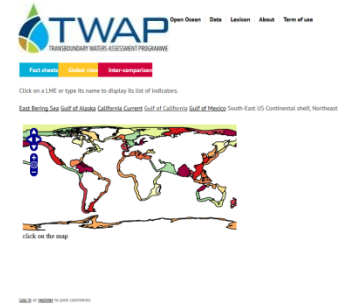 TWAP
TRANSBOUNDARY WATERS ASSESSMENT PROGRAMME
Open Ocean Data Lexicon About Term of use
Fact sheets Global view Inter-comparison
Click on a LME or type its name to display its list of indicators.
East Bering Sea Gulf of Alaska California Current Gulf of California Gulf of Mexico South-East US Continental shelf, Northeast
click on the map
Log in or register to post comments